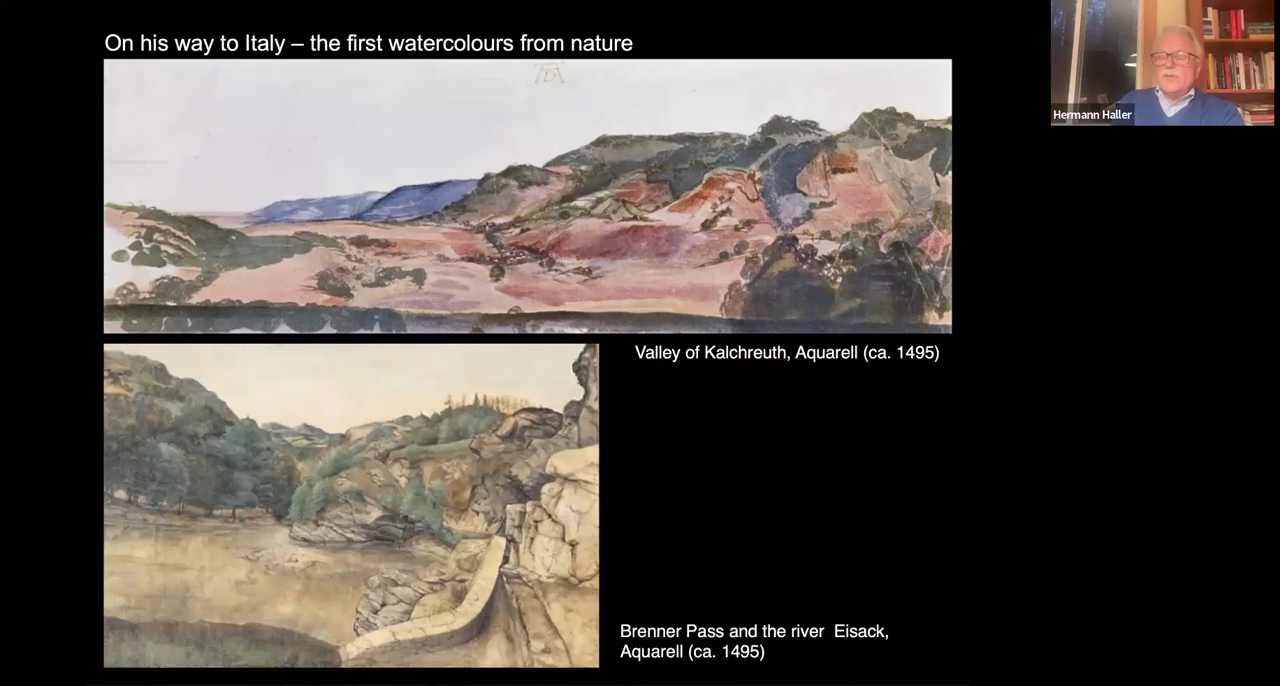 On his way to Italy – the first watercolours from nature
AD
Hermann Haller
Valley of Kalchreuth, Aquarell (ca. 1495)
Brenner Pass and the river Eisack,
Aquarell (ca. 1495)